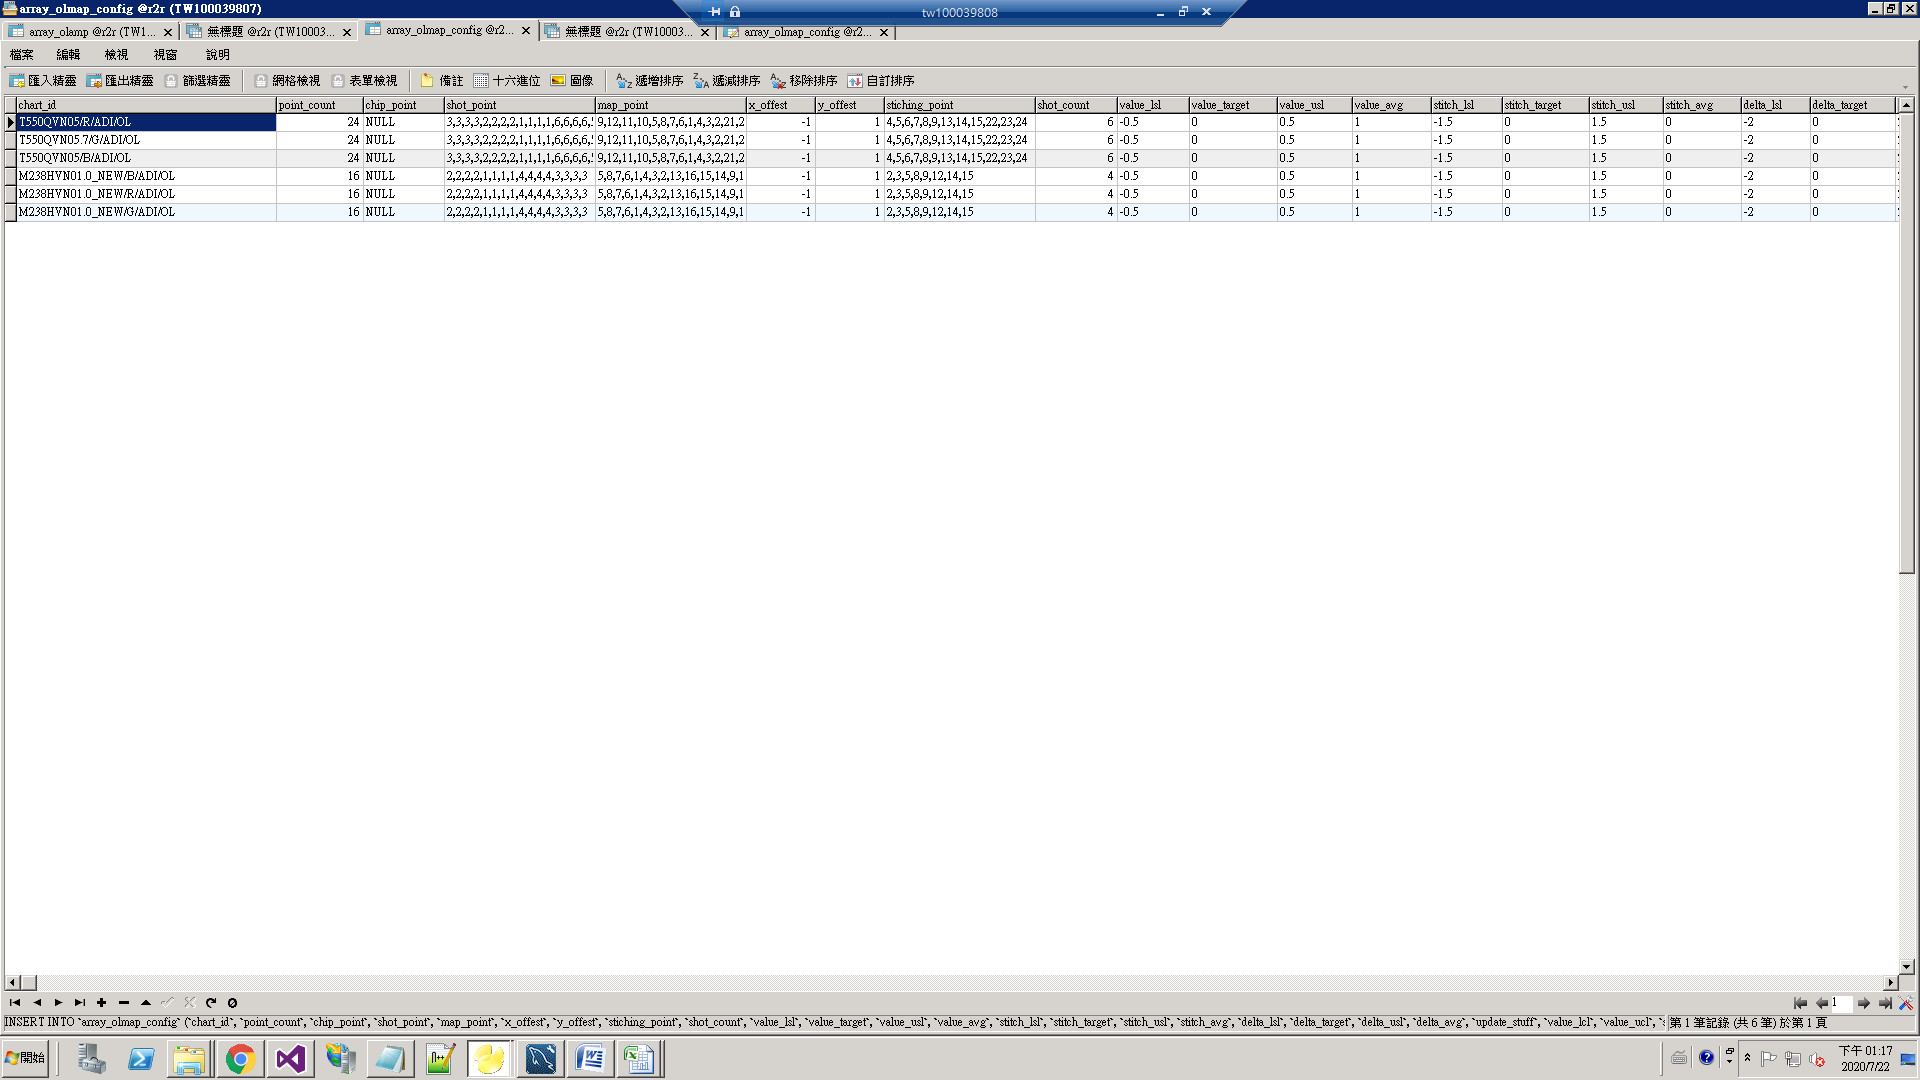 array_olmap_config @r2r (TW100039807)
tw100039808
array_olamp @r2r (TW1... 無標題 @r2r (TW10003... array_olmap_config @r2... 無標題 @r2r (TW10003... array_olmap_config @r2...
檔案 編輯 檢視 視窗 說明
匯入精靈 匯出精靈 篩選精靈 網格檢視 表單檢視 備註 十六進位 圖像 遞增排序 遞減排序 移除排序 自訂排序
chart_id point_count chip_point shot_point map_point x_offest y_offest stiching_point shot_count value_lsl value_target value_usl value_avg stitch_lsl stitch_target stitch_usl stitch_avg delta_lsl delta_target
T550QVN05/R/ADI/OL 24 NULL 3,3,3,3,2,2,2,2,1,1,1,1,6,6,6,6, 9,12,11,10,5,8,7,6,1,4,3,2,21,2 -1 1 4,5,6,7,8,9,13,14,15,22,23,24 6 -0.5 0 0.5 1 -1.5 0 1.5 0 -2 0
T550QVN05.7/G/ADI/OL 24 NULL 3,3,3,3,2,2,2,2,1,1,1,1,6,6,6,6, 9,12,11,10,5,8,7,6,1,4,3,2,21,2 -1 1 4,5,6,7,8,9,13,14,15,22,23,24 6 -0.5 0 0.5 1 -1.5 0 1.5 0 -2 0
T550QVN05/B/ADI/OL 24 NULL 3,3,3,3,2,2,2,2,1,1,1,1,6,6,6,6, 9,12,11,10,5,8,7,6,1,4,3,2,21,2 -1 1 4,5,6,7,8,9,13,14,15,22,23,24 6 -0.5 0 0.5 1 -1.5 0 1.5 0 -2 0
M238HVN01.0_NEW/B/ADI/OL 16 NULL 2,2,2,2,1,1,1,1,4,4,4,4,3,3,3,3 5,8,7,6,1,4,3,2,13,16,15,14,9,1 -1 1 2,3,5,8,9,12,14,15 4 -0.5 0 0.5 1 -1.5 0 1.5 0 -2 0
M238HVN01.0_NEW/R/ADI/OL 16 NULL 2,2,2,2,1,1,1,1,4,4,4,4,3,3,3,3 5,8,7,6,1,4,3,2,13,16,15,14,9,1 -1 1 2,3,5,8,9,12,14,15 4 -0.5 0 0.5 1 -1.5 0 1.5 0 -2 0
M238HVN01.0_NEW/G/ADI/OL 16 NULL 2,2,2,2,1,1,1,1,4,4,4,4,3,3,3,3 5,8,7,6,1,4,3,2,13,16,15,14,9,1 -1 1 2,3,5,8,9,12,14,15 4 -0.5 0 0.5 1 -1.5 0 1.5 0 -2 0
1
INSERT INTO `array_olmap_config` (`chart_id`, `point_count`, `chip_point`, `shot_point`, `map_point`, `x_offest`, `y_offest`, `stiching_point`, `shot_count`, `value_lsl`, `value_target`, `value_usl`, `value_avg`, `stitch_lsl`, `stitch_target`, `stitch_usl`, `stitch_avg`, `delta_lsl`, `delta_target`, `delta_usl`, `delta_avg`, `update_stuff`, `value_lcl`, `value_ucl`, 第 1 筆記錄 (共 6 筆) 於第 1 頁
開始
下午 01:17
2020/7/22